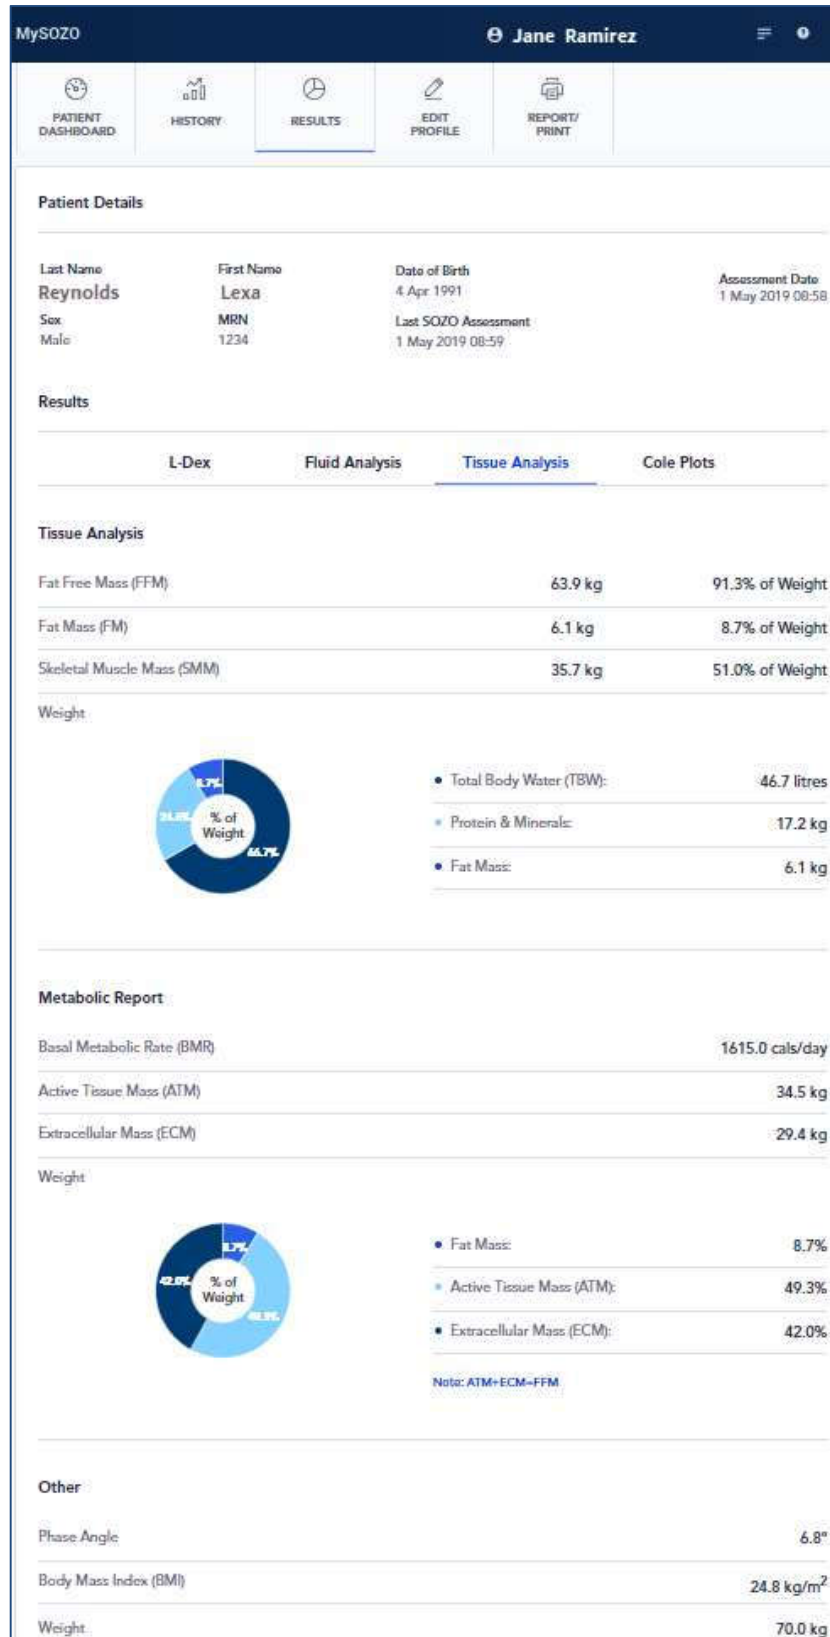 MySOZO Jane Ramirez
PATIENT DASHBOARD
HISTORY
RESULTS
EDIT PROFILE
REPORT/ PRINT
Patient Details
Last Name First Name Date of Birth Assessment Date
Reynolds Lexa 4 Apr 1991 1 May 2019 08:58
Sex MRN Last SOZO Assessment
Male 1234 1 May 2019 08:59
Results
L-Dex Fluid Analysis Tissue Analysis Cole Plots
Tissue Analysis
Fat Free Mass (FFM) 63.9 kg 91.3% of Weight
Fat Mass (FM) 6.1 kg 8.7% of Weight
Skeletal Muscle Mass (SMM) 35.7 kg 51.0% of Weight
Weight
8.7%
24.6%
% of
Weight
66.7%
Total Body Water (TBW): 46.7 litres
Protein & Minerals: 17.2 kg
Fat Mass: 6.1 kg
Metabolic Report
Basal Metabolic Rate (BMR) 1615.0 cals/day
Active Tissue Mass (ATM) 34.5 kg
Extracellular Mass (ECM) 29.4 kg
Weight
8.7%
42.0%
% of
Weight
49.3%
Fat Mass: 8.7%
Active Tissue Mass (ATM): 49.3%
Extracellular Mass (ECM): 42.0%
Note: ATM+ECM=FFM
Other
Phase Angle 6.8°
Body Mass Index (BMI) 24.8 kg/m²
Weight 70.0 kg